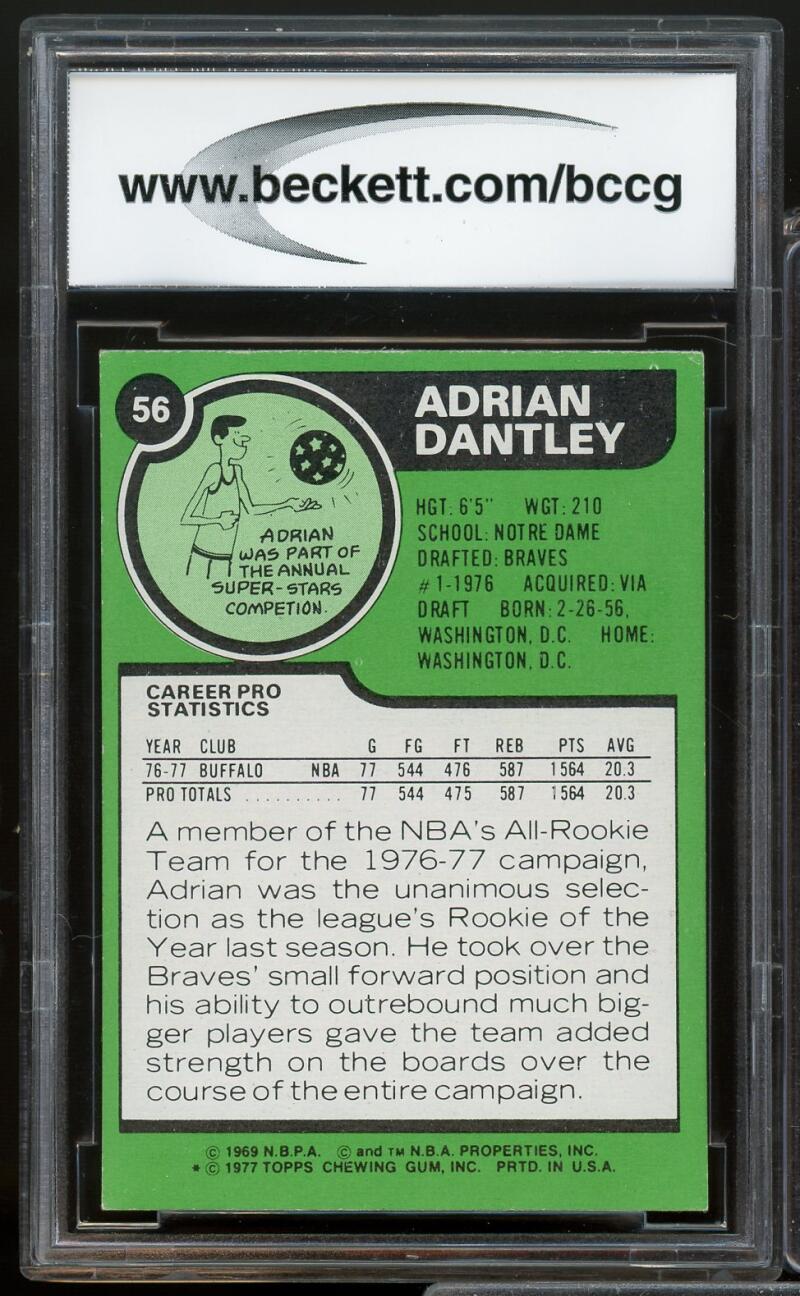 www.beckett.com/bccg
56
ADRIAN
DANTLEY
ADRIAN
WAS PART OF
THE ANNUAL
SUPER-STARS
COMPETION.
HGT: 6'5" WGT: 210
SCHOOL: NOTRE DAME
DRAFTED: BRAVES
#1-1976 ACQUIRED: VIA
DRAFT BORN: 2-26-56,
WASHINGTON, D.C. HOME:
WASHINGTON, D.C.
CAREER PRO
STATISTICS
YEAR CLUB G FG FT REB PTS AVG
76-77 BUFFALO NBA 77 544 476 587 1564 20.3
PRO TOTALS .......... 77 544 475 587 1564 20.3
A member of the NBA's All-Rookie
Team for the 1976-77 campaign,
Adrian was the unanimous selec-
tion as the league's Rookie of the
Year last season. He took over the
Braves' small forward position and
his ability to outrebound much big-
ger players gave the team added
strength on the boards over the
course of the entire campaign.
© 1969 N.B.P.A. © and TM N.B.A. PROPERTIES, INC.
* © 1977 TOPPS CHEWING GUM, INC. PRTD. IN U.S.A.